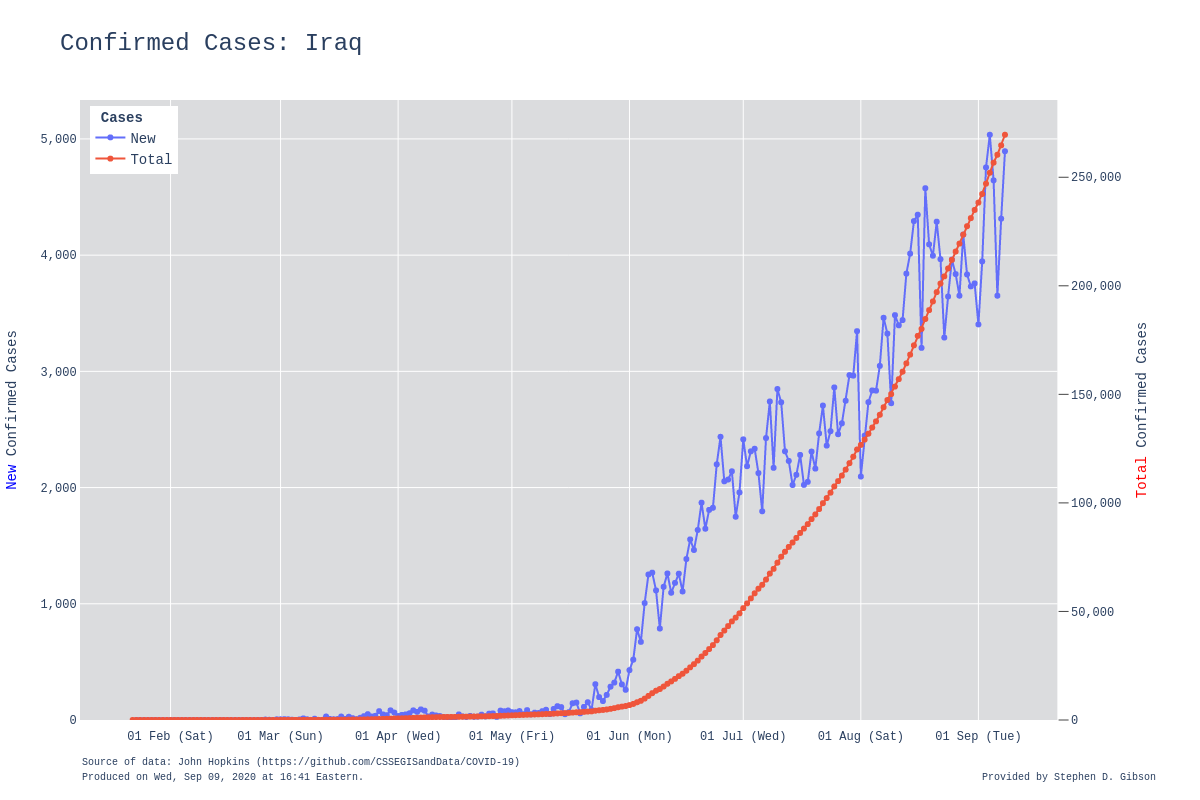 Confirmed Cases: Iraq
Cases
New
Total
5,000
4,000
3,000
2,000
1,000
0
250,000
200,000
150,000
100,000
50,000
0
New Confirmed Cases
Total Confirmed Cases
01 Feb (Sat) 01 Mar (Sun) 01 Apr (Wed) 01 May (Fri) 01 Jun (Mon) 01 Jul (Wed) 01 Aug (Sat) 01 Sep (Tue)
Source of data: John Hopkins (https://github.com/CSSEGISandData/COVID-19)
Produced on Wed, Sep 09, 2020 at 16:41 Eastern.
Provided by Stephen D. Gibson